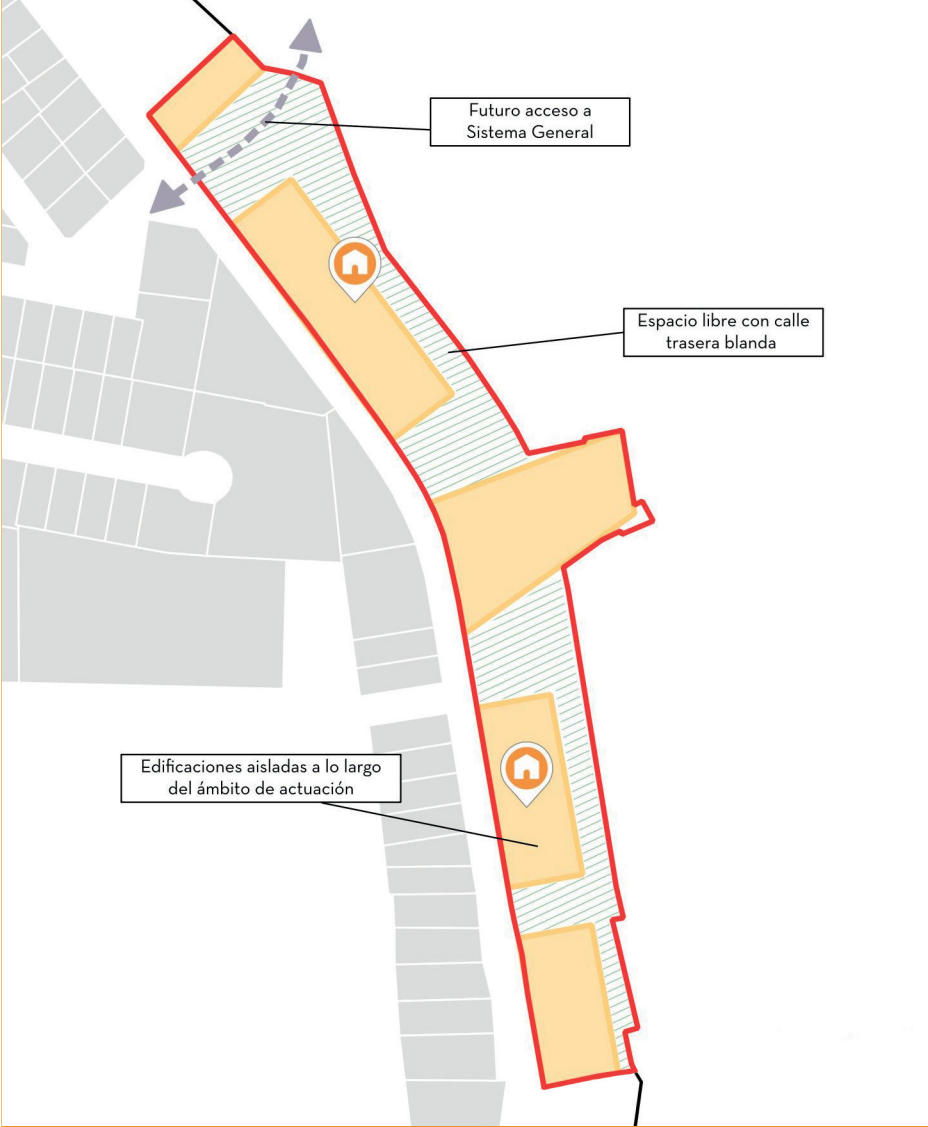 Futuro acceso a
Sistema General
Espacio libre con calle
trasera blanda
Edificaciones aisladas a lo largo
del ámbito de actuación